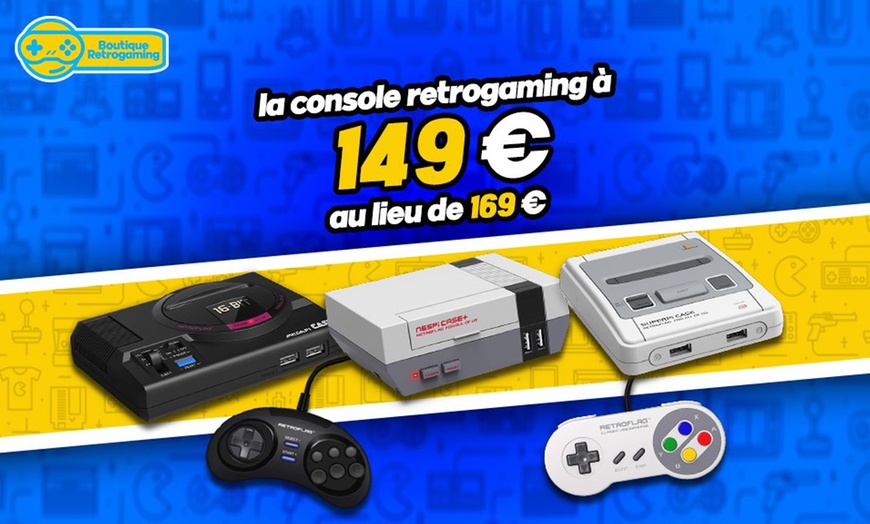 Boutique
Retrogaming
la console retrogaming à
149 €
au lieu de 169 €
16-Bit
NESPI CASE+
SUPERPI CASE
RETROFLAG
RETROFLAG